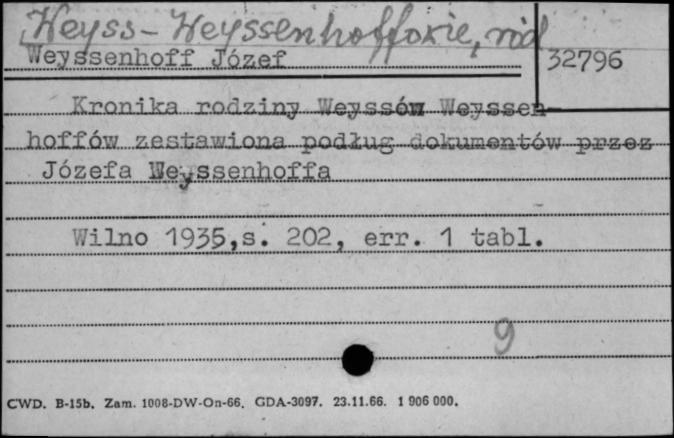 Weyss-Weyssenhoffowie, ród
Weyssenhoff Józef
32796
Kronika rodziny Weyssów Weyssen-
hoffów zestawiona podług dokumentów przez
Józefa Weyssenhoffa
Wilno 1935,s. 202, err. 1 tabl.
9
CWD. B-15b. Zam. 1008-DW-On-66. GDA-3097. 23.11.66. 1 906 000.